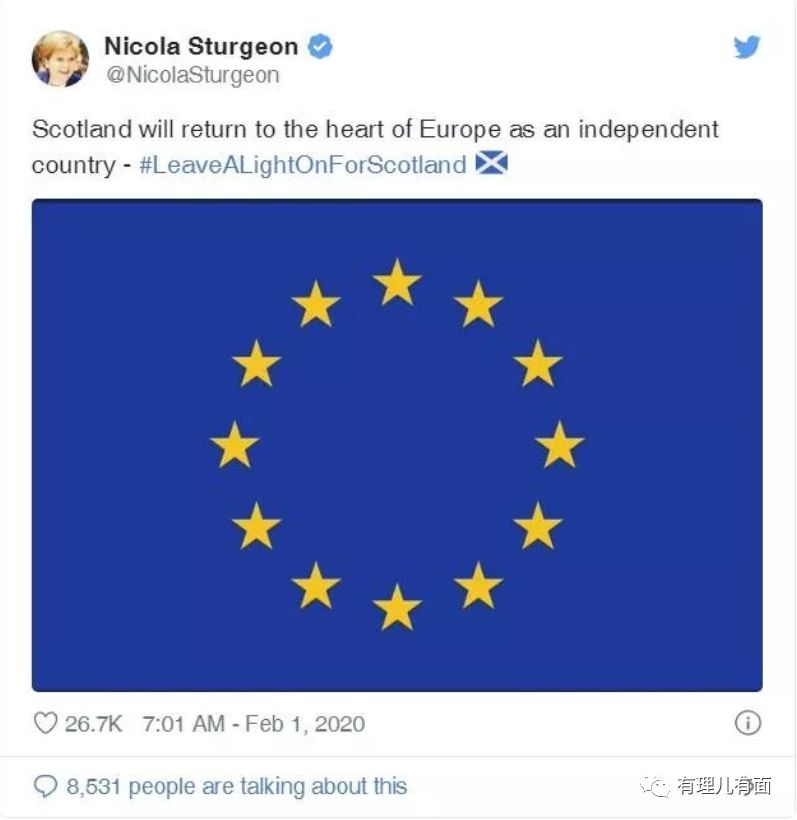 Nicola Sturgeon
@NicolaSturgeon
Scotland will return to the heart of Europe as an independent
country - #LeaveALightOnForScotland
26.7K 7:01 AM - Feb 1, 2020
8,531 people are talking about this
有理儿有面